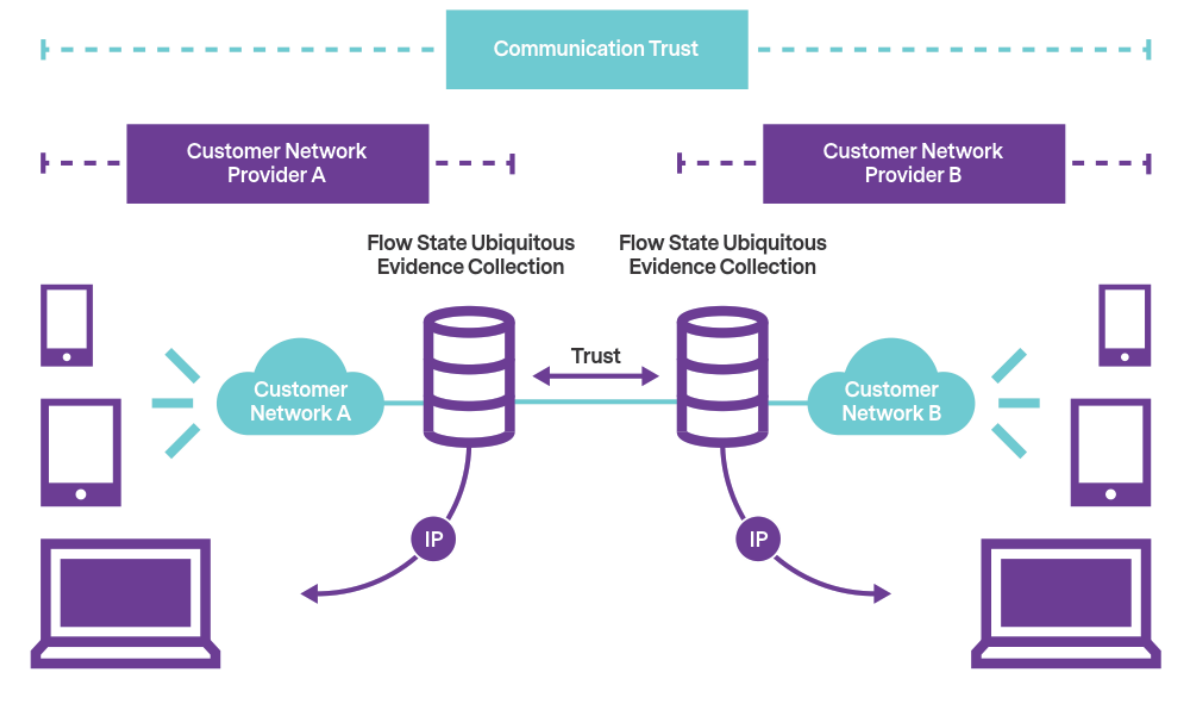 Communication Trust
Customer Network
Provider A
Customer Network
Provider B
Flow State Ubiquitous
Evidence Collection
Flow State Ubiquitous
Evidence Collection
Trust
Customer
Network A
Customer
Network B
IP
IP